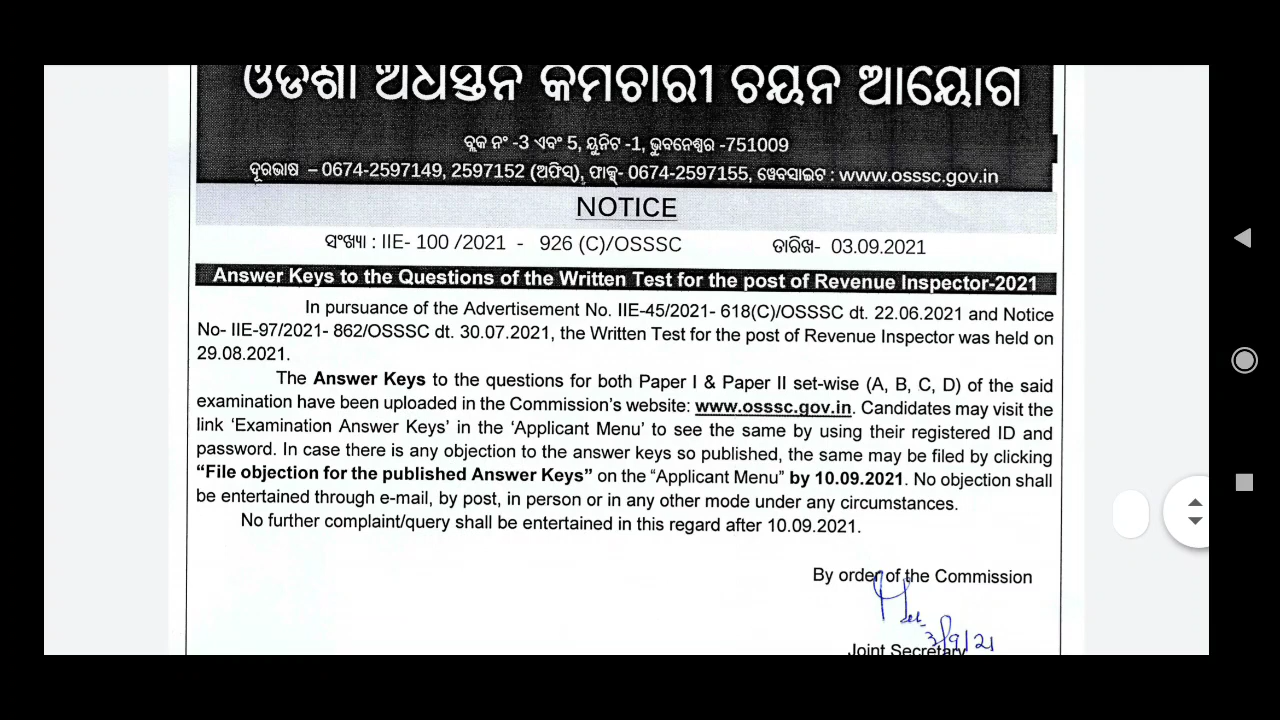 ଓଡିଶା ଅଧସ୍ତନ କର୍ମଚାରୀ ଚୟନ ଆୟୋଗ
ବ୍ଲକ ନଂ -3 ଏବଂ 5, ୟୁନିଟ -1, ଭୁବନେଶ୍ଵର -751009
ଦୂରଭାଷ – 0674-2597149, 2597152 (ଅଫିସ୍), ଫାକ୍ସ- 0674-2597155, ୱେବସାଇଟ : www.osssc.gov.in
NOTICE
ସଂଖ୍ୟା : IIE- 100 /2021 - 926 (C)/OSSSC ତାରିଖ- 03.09.2021
Answer Keys to the Questions of the Written Test for the post of Revenue Inspector-2021
In pursuance of the Advertisement No. IIE-45/2021- 618(C)/OSSSC dt. 22.06.2021 and Notice
No- IIE-97/2021- 862/OSSSC dt. 30.07.2021, the Written Test for the post of Revenue Inspector was held on
29.08.2021.
The Answer Keys to the questions for both Paper I & Paper II set-wise (A, B, C, D) of the said
examination have been uploaded in the Commission's website: www.osssc.gov.in. Candidates may visit the
link ‘Examination Answer Keys’ in the ‘Applicant Menu’ to see the same by using their registered ID and
password. In case there is any objection to the answer keys so published, the same may be filed by clicking
“File objection for the published Answer Keys” on the “Applicant Menu” by 10.09.2021. No objection shall
be entertained through e-mail, by post, in person or in any other mode under any circumstances.
No further complaint/query shall be entertained in this regard after 10.09.2021.
By order of the Commission
3/9/21
Joint Secretary